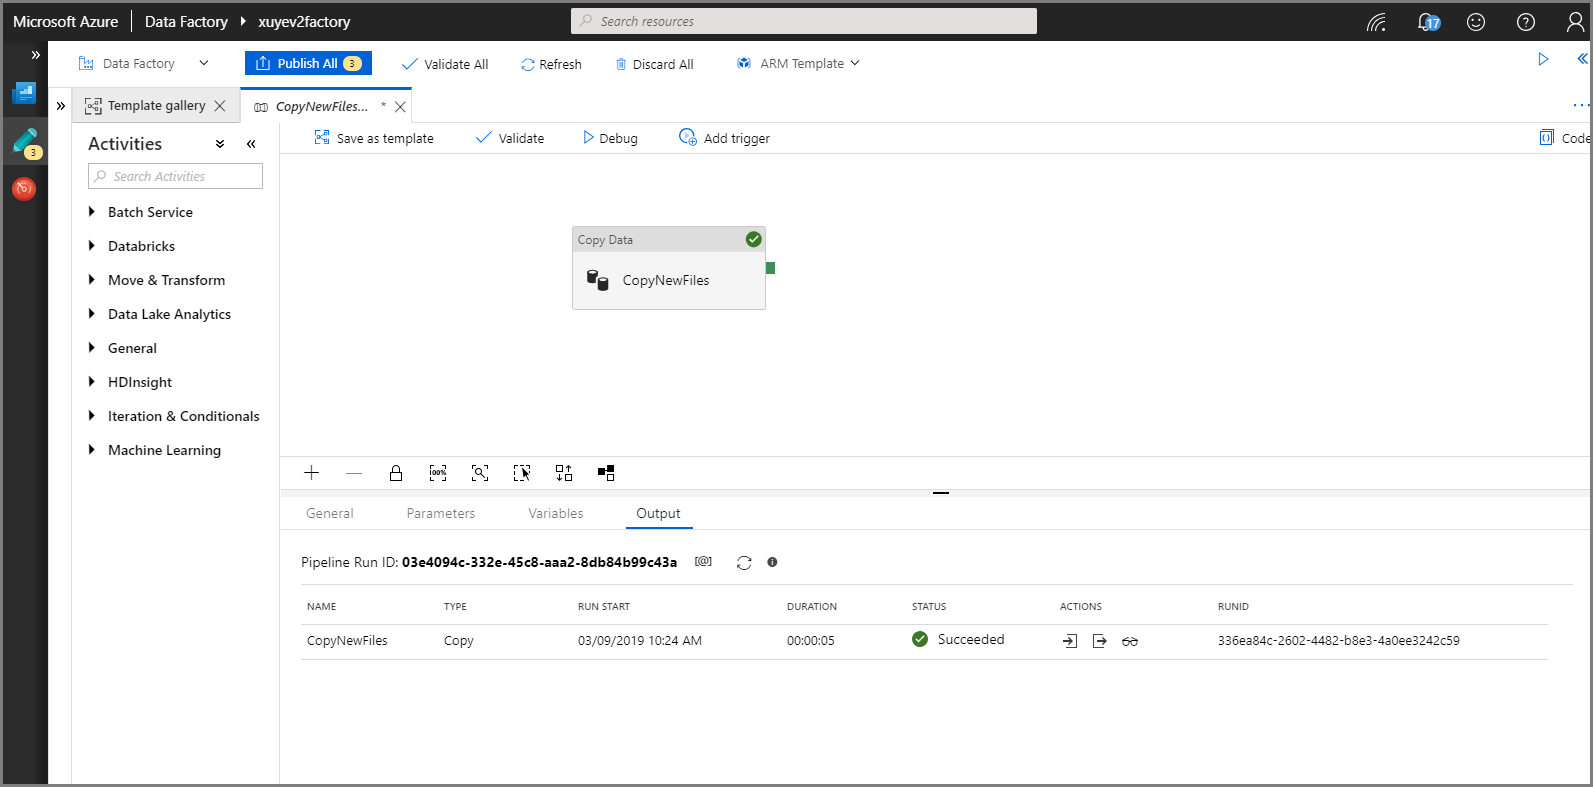 Microsoft Azure Data Factory xuyev2factory Search resources 17
Data Factory Publish All 3 Validate All Refresh Discard All ARM Template
Template gallery CopyNewFiles... *
Activities Save as template Validate Debug Add trigger Code
3
Search Activities
Batch Service
Databricks
Move & Transform
Data Lake Analytics
General
HDInsight
Iteration & Conditionals
Machine Learning
Copy Data
CopyNewFiles
100%
General Parameters Variables Output
Pipeline Run ID: 03e4094c-332e-45c8-aaa2-8db84b99c43a [@]
NAME TYPE RUN START DURATION STATUS ACTIONS RUNID
CopyNewFiles Copy 03/09/2019 10:24 AM 00:00:05 Succeeded 336ea84c-2602-4482-b8e3-4a0ee3242c59